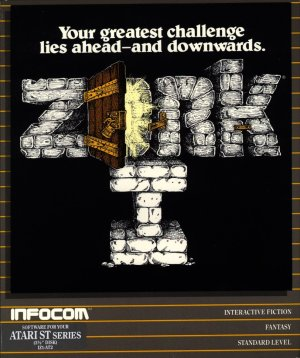 Your greatest challenge
lies ahead–and downwards.
ZORK
I
INFOCOM™
INTERACTIVE FICTION
SOFTWARE FOR YOUR
ATARI ST SERIES
FANTASY
STANDARD LEVEL